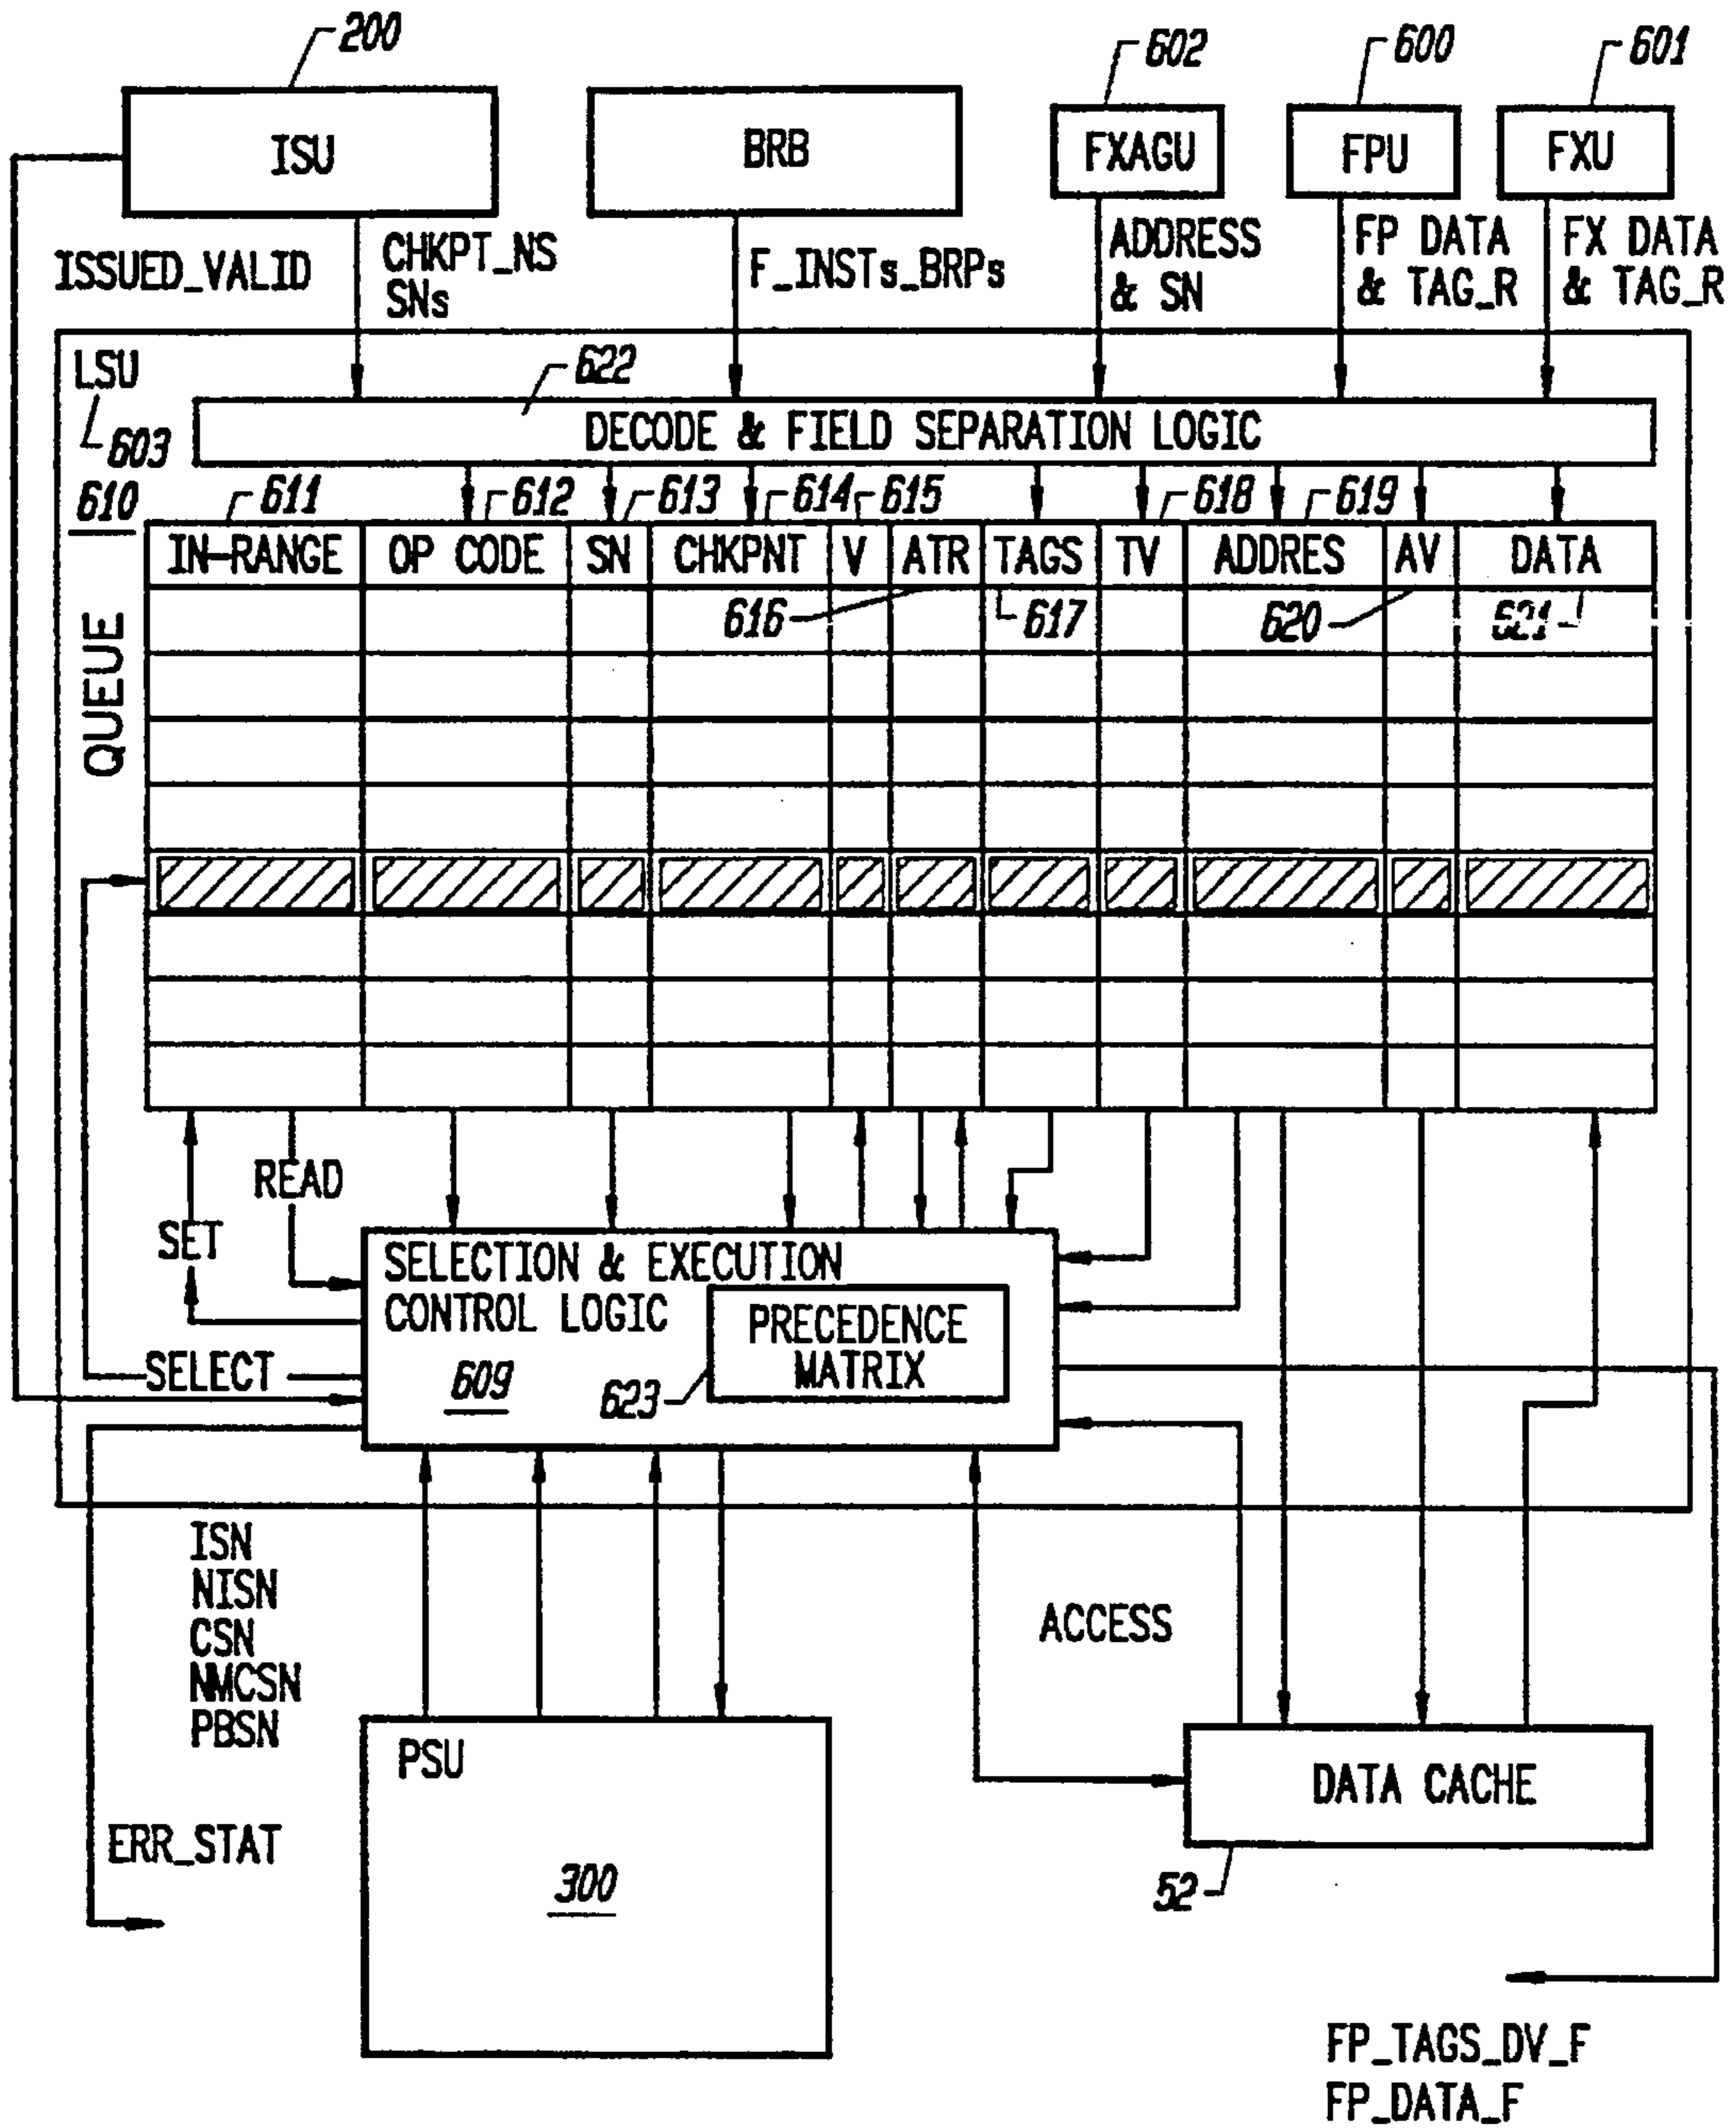 200
602
600
601
ISU
BRB
FXAGU
FPU
FXU
ISSUED_VALID
CHKPT_NS
SNs
F_INSTs_BRPs
ADDRESS
& SN
FP DATA
& TAG_R
FX DATA
& TAG_R
LSU
603
622
DECODE & FIELD SEPARATION LOGIC
610
611
612
613
614
615
618
619
IN-RANGE
OP CODE
SN
CHKPNT
V
ATR
TAGS
TV
ADDRES
AV
DATA
616
617
620
621
QUEUE
READ
SET
SELECT
SELECTION & EXECUTION
CONTROL LOGIC
609
PRECEDENCE
MATRIX
623
ISN
NISN
CSN
NMCSN
PBSN
ACCESS
PSU
300
DATA CACHE
52
ERR_STAT
FP_TAGS_DV_F
FP_DATA_F